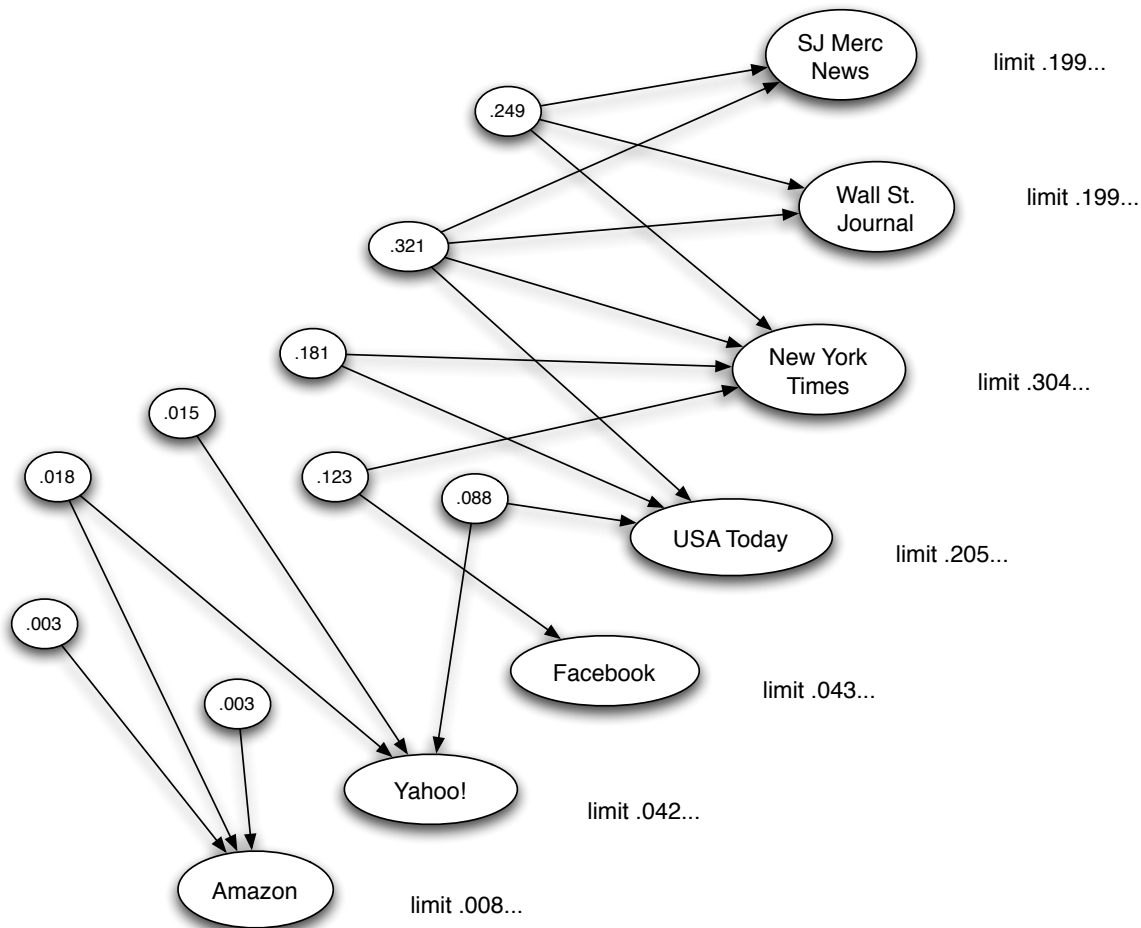 SJ Merc
News
limit .199...
.249
Wall St.
Journal
limit .199...
.321
.181
New York
Times
limit .304...
.015
.018
.123
.088
USA Today
limit .205...
.003
Facebook
limit .043...
.003
Yahoo!
limit .042...
Amazon
limit .008...